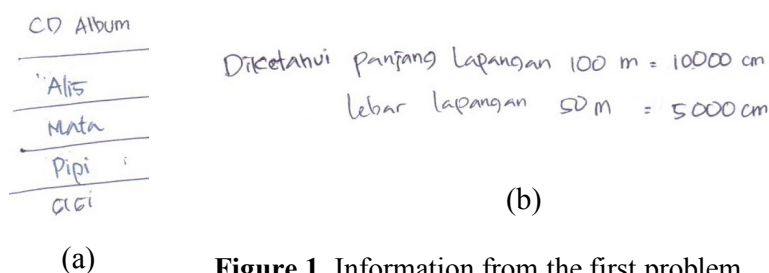 CD Album
Alis
Mata
Pipi
Gigi
(a)
Diketahui panjang lapangan 100 m = 10000 cm
lebar lapangan 50 m = 5000 cm
(b)
Figure 1. Information from the first problem